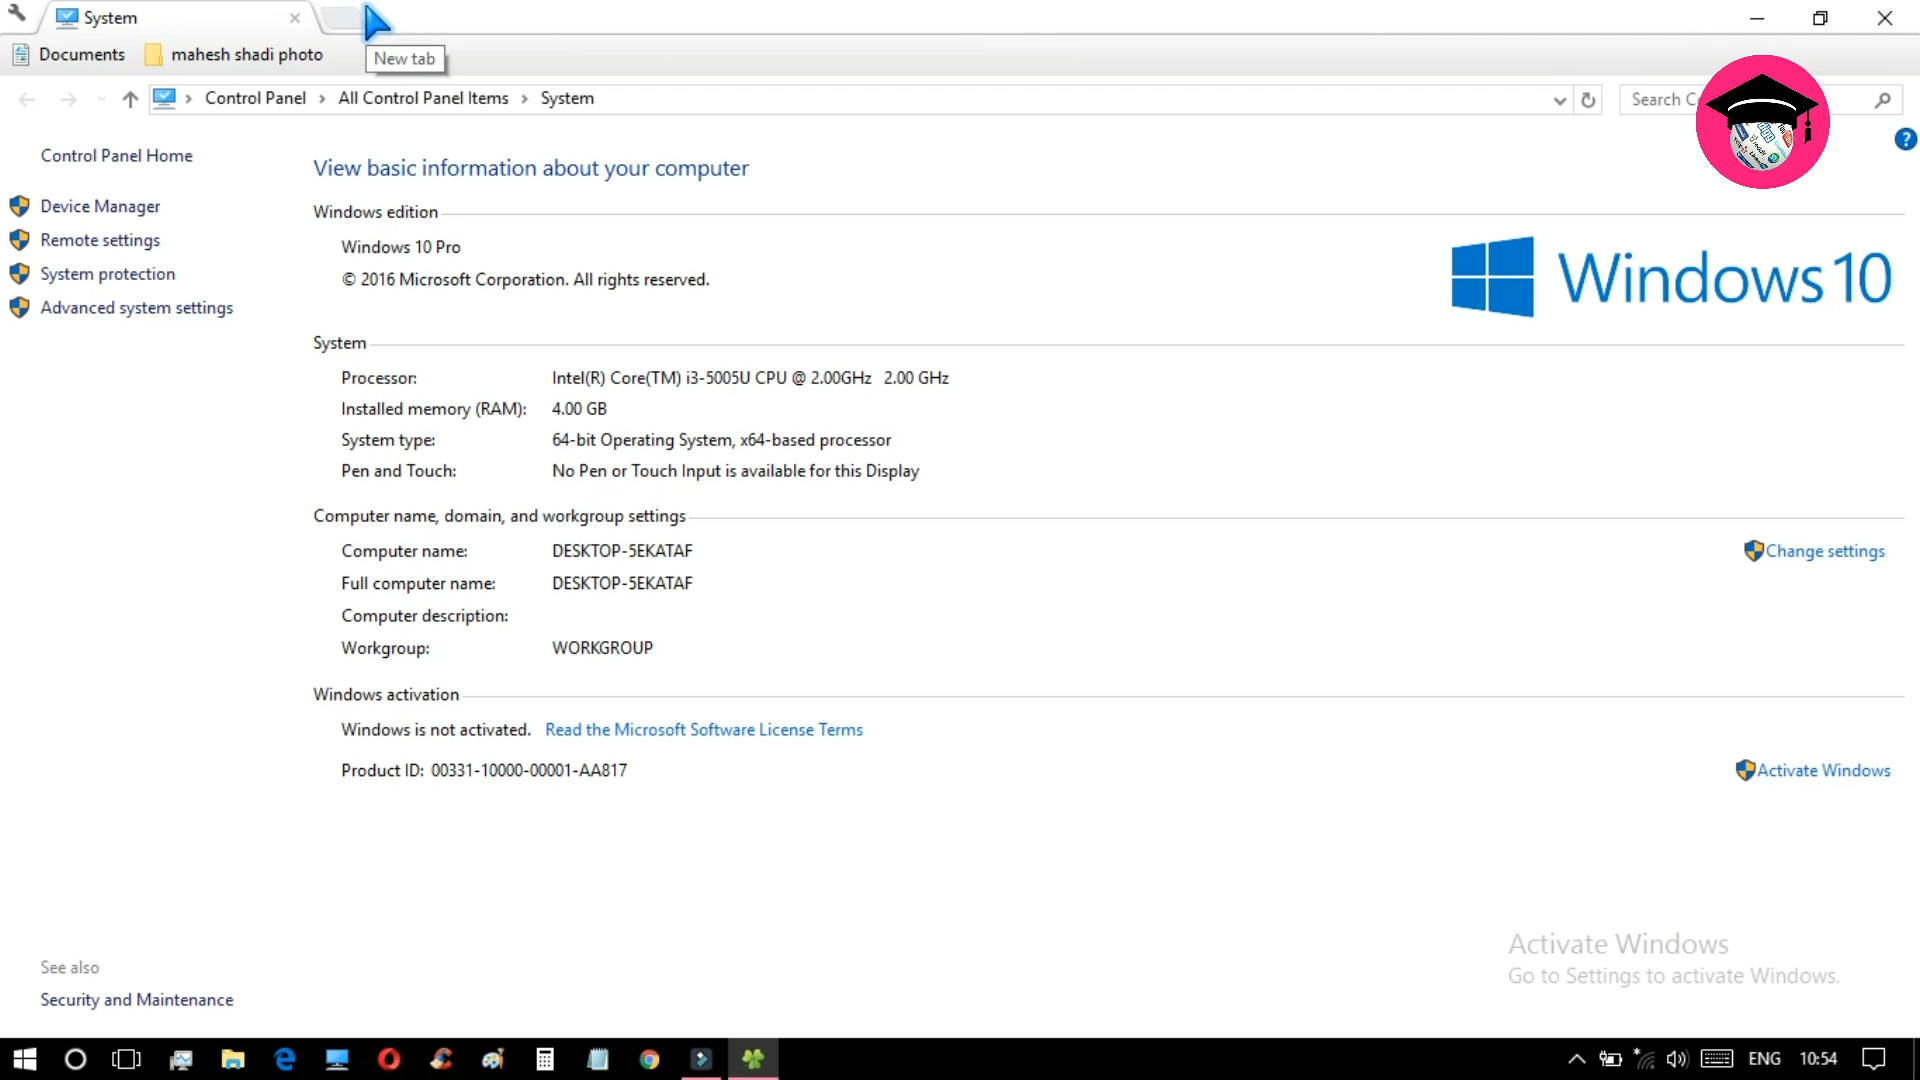 System
Documents
mahesh shadi photo
New tab
Control Panel
All Control Panel Items
System
Search
Control Panel Home
View basic information about your computer
Windows edition
Device Manager
Remote settings
System protection
Advanced system settings
Windows 10 Pro
© 2016 Microsoft Corporation. All rights reserved.
Windows 10
System
Processor: Intel(R) Core(TM) i3-5005U CPU @ 2.00GHz 2.00 GHz
Installed memory (RAM): 4.00 GB
System type: 64-bit Operating System, x64-based processor
Pen and Touch: No Pen or Touch Input is available for this Display
Computer name, domain, and workgroup settings
Computer name: DESKTOP-5EKATAF
Change settings
Full computer name: DESKTOP-5EKATAF
Computer description:
Workgroup: WORKGROUP
Windows activation
Windows is not activated. Read the Microsoft Software License Terms
Product ID: 00331-10000-00001-AA817
Activate Windows
Activate Windows
Go to Settings to activate Windows.
See also
Security and Maintenance
ENG
10:54